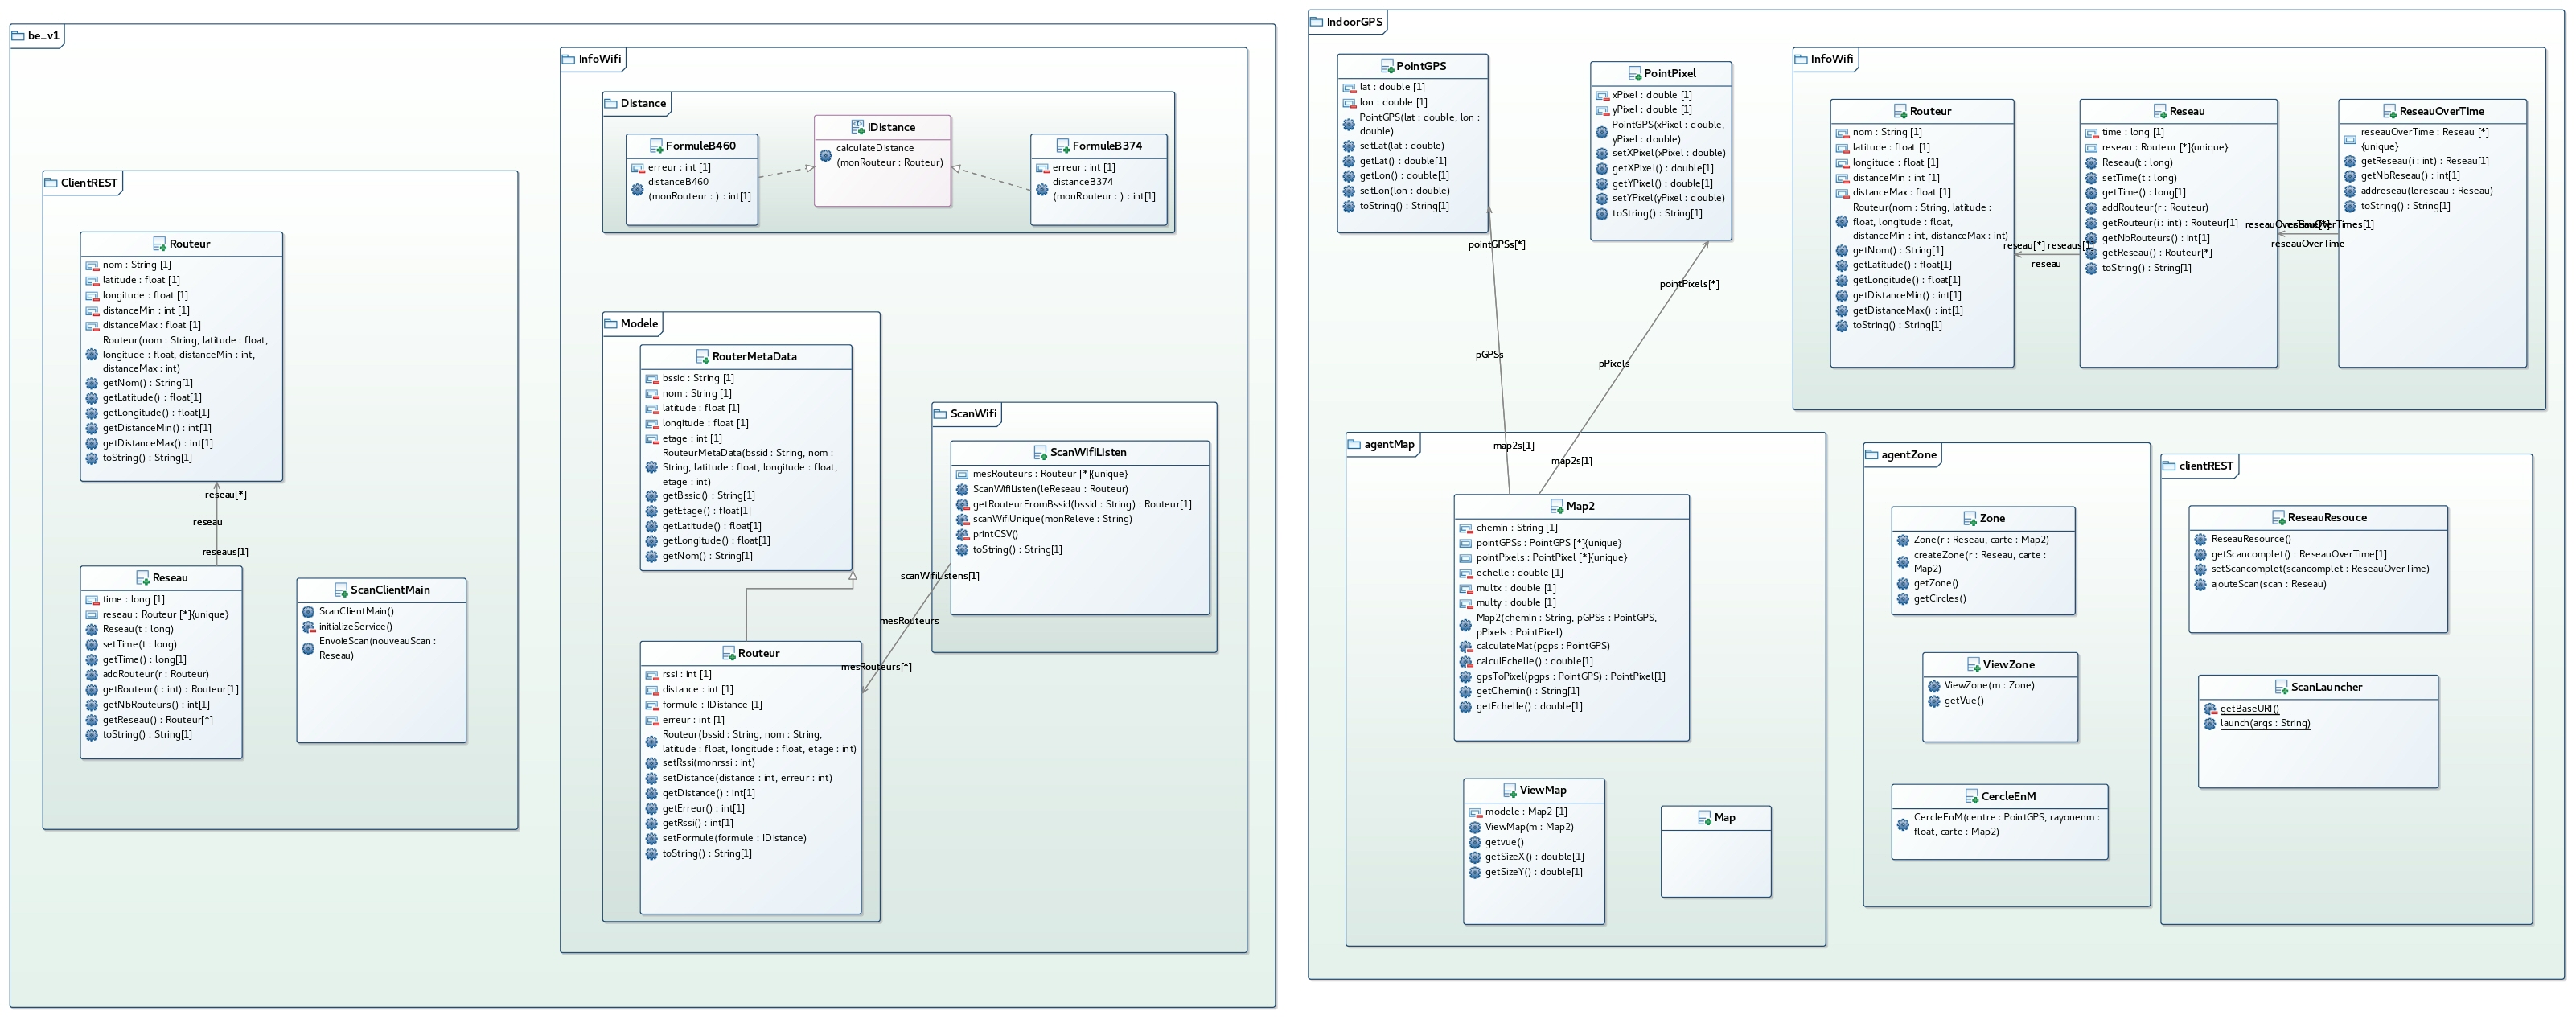 be_v1
ClientREST
Routeur
nom : String [1]
latitude : float [1]
longitude : float [1]
distanceMin : int [1]
distanceMax : float [1]
Routeur(nom : String, latitude : float,
longitude : float, distanceMin : int,
distanceMax : int)
getNom() : String[1]
getLatitude() : float[1]
getLongitude() : float[1]
getDistanceMin() : int[1]
getDistanceMax() : int[1]
toString() : String[1]
reseau[*]
reseau
reseaus[1]
Reseau
time : long [1]
reseau : Routeur [*]{unique}
Reseau(t : long)
setTime(t : long)
getTime() : long[1]
addRouteur(r : Routeur)
getRouteur(i : int) : Routeur[1]
getNbRouteurs() : int[1]
getReseau() : Routeur[*]
toString() : String[1]
ScanClientMain
ScanClientMain()
initializeService()
EnvoieScan(nouveauScan :
Reseau)
InfoWifi
Distance
FormuleB460
erreur : int [1]
distanceB460
(monRouteur : ) : int[1]
IDistance
calculateDistance
(monRouteur : Routeur)
FormuleB374
erreur : int [1]
distanceB374
(monRouteur : ) : int[1]
Modele
RouterMetaData
bssid : String [1]
nom : String [1]
latitude : float [1]
longitude : float [1]
etage : int [1]
RouteurMetaData(bssid : String, nom :
String, latitude : float, longitude : float,
etage : int)
getBssid() : String[1]
getEtage() : float[1]
getLatitude() : float[1]
getLongitude() : float[1]
getNom() : String[1]
Routeur
rssi : int [1]
distance : int [1]
formule : IDistance [1]
erreur : int [1]
Routeur(bssid : String, nom : String,
latitude : float, longitude : float, etage : int)
setRssi(monrssi : int)
setDistance(distance : int, erreur : int)
getDistance() : int[1]
getErreur() : int[1]
getRssi() : int[1]
setFormule(formule : IDistance)
toString() : String[1]
ScanWifi
ScanWifiListen
mesRouteurs : Routeur [*]{unique}
ScanWifiListen(leReseau : Routeur)
getRouteurFromBssid(bssid : String) : Routeur[1]
scanWifiUnique(monReleve : String)
printCSV()
toString() : String[1]
scanWifiListens[1]
mesRouteurs
mesRouteurs[*]
IndoorGPS
PointGPS
lat : double [1]
lon : double [1]
PointGPS(lat : double, lon :
double)
setLat(lat : double)
getLat() : double[1]
getLon() : double[1]
setLon(lon : double)
toString() : String[1]
PointPixel
xPixel : double [1]
yPixel : double [1]
PointGPS(xPixel : double,
yPixel : double)
setXPixel(xPixel : double)
getXPixel() : double[1]
getYPixel() : double[1]
setYPixel(yPixel : double)
toString() : String[1]
pointGPSs[*]
pGPSs
map2s[1]
pointPixels[*]
pPixels
map2s[1]
InfoWifi
Routeur
nom : String [1]
latitude : float [1]
longitude : float [1]
distanceMin : int [1]
distanceMax : float [1]
Routeur(nom : String, latitude :
float, longitude : float,
distanceMin : int, distanceMax : int)
getNom() : String[1]
getLatitude() : float[1]
getLongitude() : float[1]
getDistanceMin() : int[1]
getDistanceMax() : int[1]
toString() : String[1]
reseau[*] reseaus[1]
reseau
Reseau
time : long [1]
reseau : Routeur [*]{unique}
Reseau(t : long)
setTime(t : long)
getTime() : long[1]
addRouteur(r : Routeur)
getRouteur(i : int) : Routeur[1]
getNbRouteurs() : int[1]
getReseau() : Routeur[*]
toString() : String[1]
reseauOverTime
ReseauOverTime
reseauOverTime : Reseau [*]
{unique}
getReseau(i : int) : Reseau[1]
getNbReseau() : int[1]
addreseau(lereseau : Reseau)
toString() : String[1]
agentMap
Map2
chemin : String [1]
pointGPSs : PointGPS [*]{unique}
pointPixels : PointPixel [*]{unique}
echelle : double [1]
multx : double [1]
multy : double [1]
Map2(chemin : String, pGPSs : PointGPS,
pPixels : PointPixel)
calculateMat(pgps : PointGPS)
calculEchelle() : double[1]
gpsToPixel(pgps : PointGPS) : PointPixel[1]
getChemin() : String[1]
getEchelle() : double[1]
ViewMap
modele : Map2 [1]
ViewMap(m : Map2)
getvue()
getSizeX() : double[1]
getSizeY() : double[1]
Map
agentZone
Zone
Zone(r : Reseau, carte : Map2)
createZone(r : Reseau, carte :
Map2)
getZone()
getCircles()
ViewZone
ViewZone(m : Zone)
getVue()
CercleEnM
CercleEnM(centre : PointGPS, rayonenm :
float, carte : Map2)
clientREST
ReseauResouce
ReseauResource()
getScancomplet() : ReseauOverTime[1]
setScancomplet(scancomplet : ReseauOverTime)
ajouteScan(scan : Reseau)
ScanLauncher
getBaseURI()
launch(args : String)